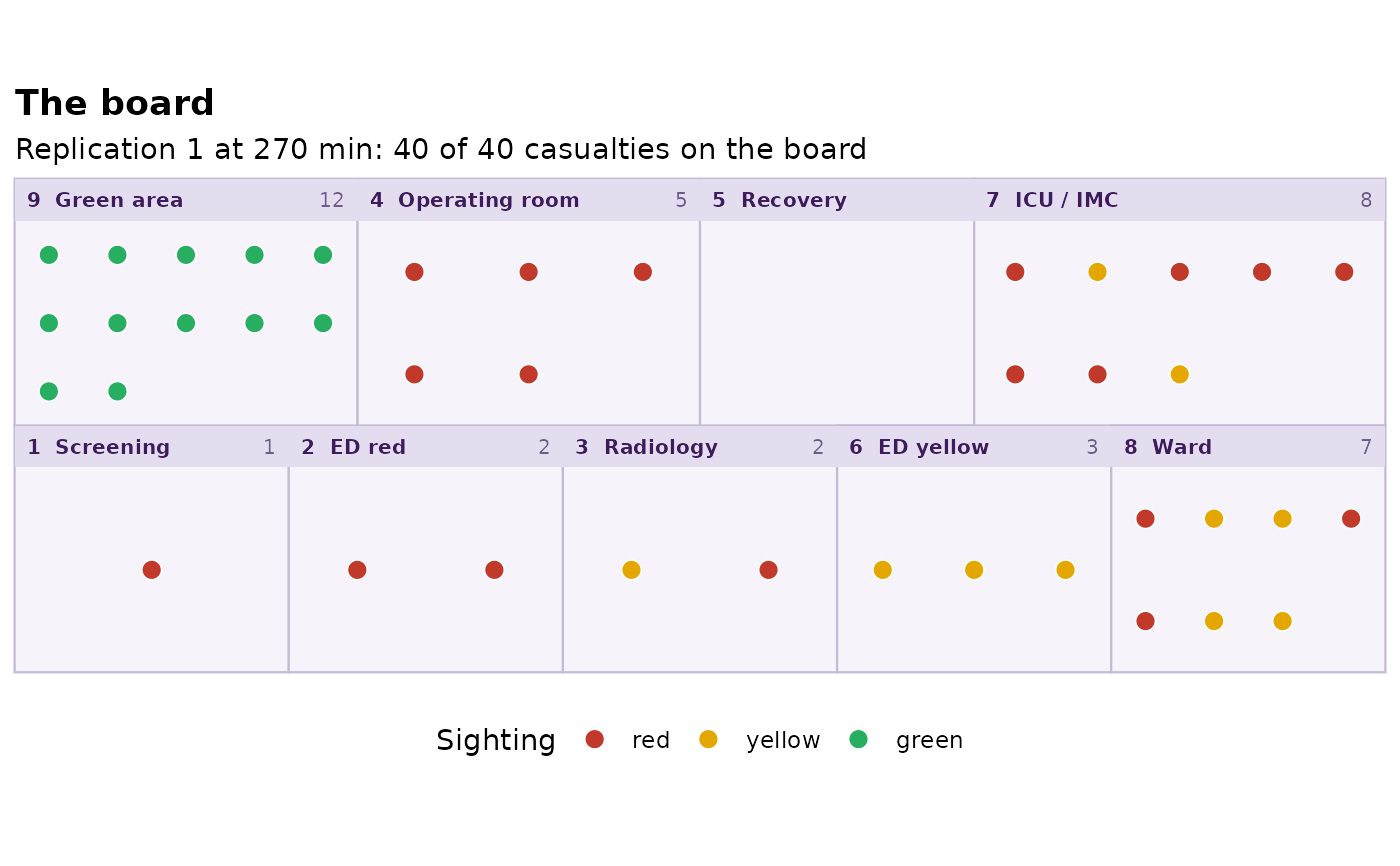 The board
Replication 1 at 270 min: 40 of 40 casualties on the board
9 Green area 12 4 Operating room 5 5 Recovery 7 ICU / IMC 8
1 Screening 1 2 ED red 2 3 Radiology 2 6 ED yellow 3 8 Ward 7
Sighting red yellow green